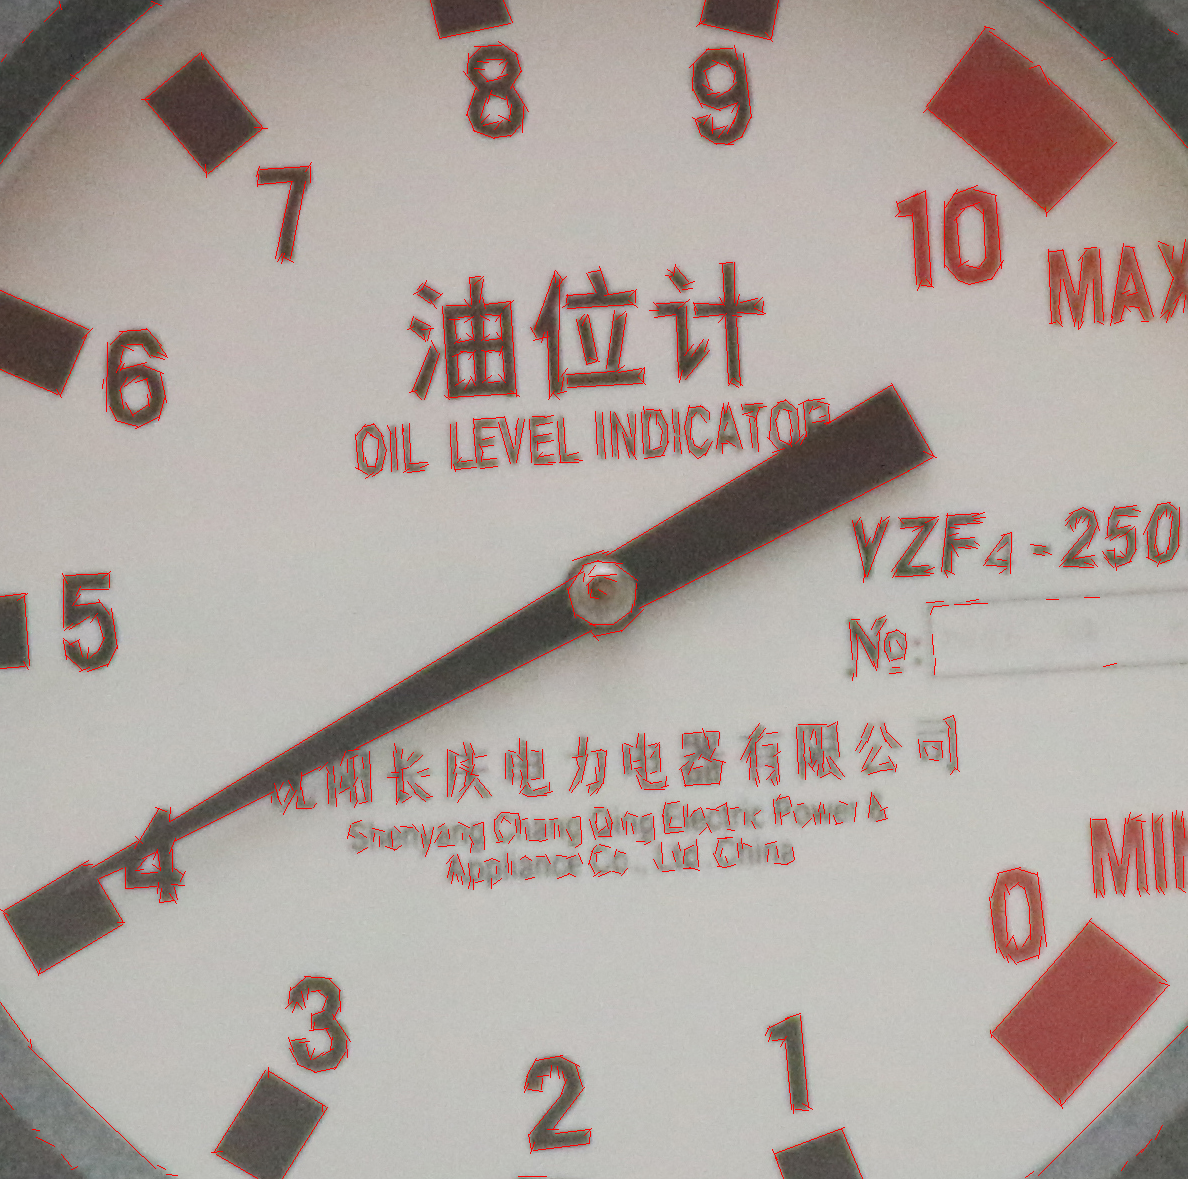 8
9
7
10
MAX
6
油位计
OIL LEVEL INDICATOR
YZF4-250
5
№:
沈阳长庆电力电器有限公司
Shenyang Chang Qing Electric Power &
Appliance Co., Ltd. China
4
MIN
0
3
1
2